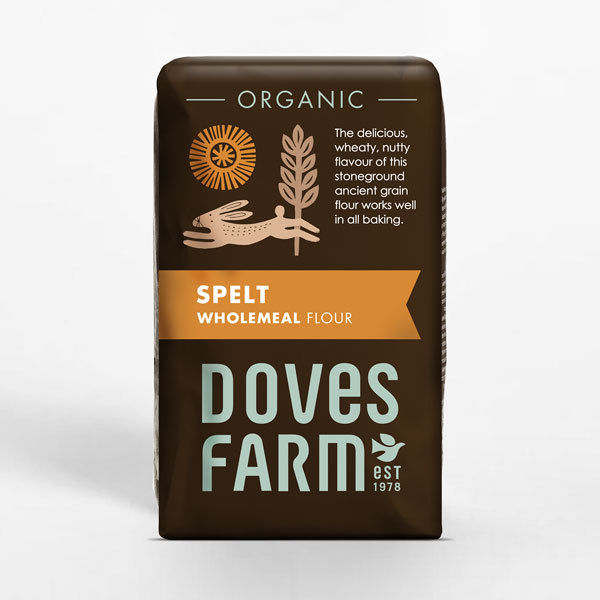 ORGANIC
The delicious,
wheaty, nutty
flavour of this
stoneground
ancient grain
flour works well
in all baking.
SPELT
WHOLEMEAL FLOUR
DOVES
FARM
EST
1978